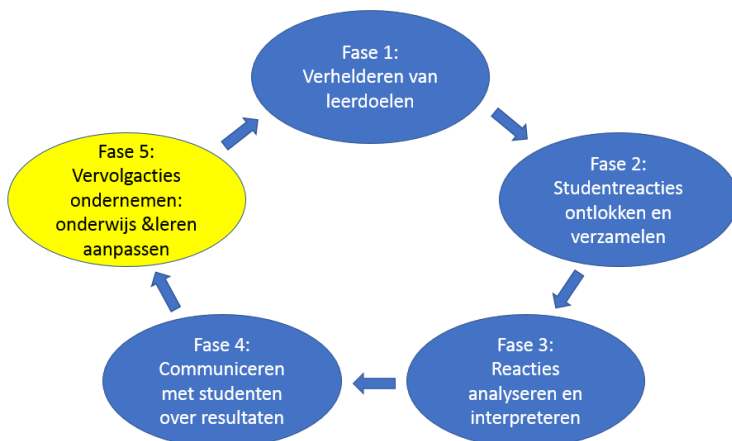 Fase 1:
Verhelderen van
leerdoelen
Fase 2:
Studentreacties
ontlokken en
verzamelen
Fase 3:
Reacties
analyseren en
interpreteren
Fase 4:
Communiceren
met studenten
over resultaten
Fase 5:
Vervolgacties
ondernemen:
onderwijs &leren
aanpassen